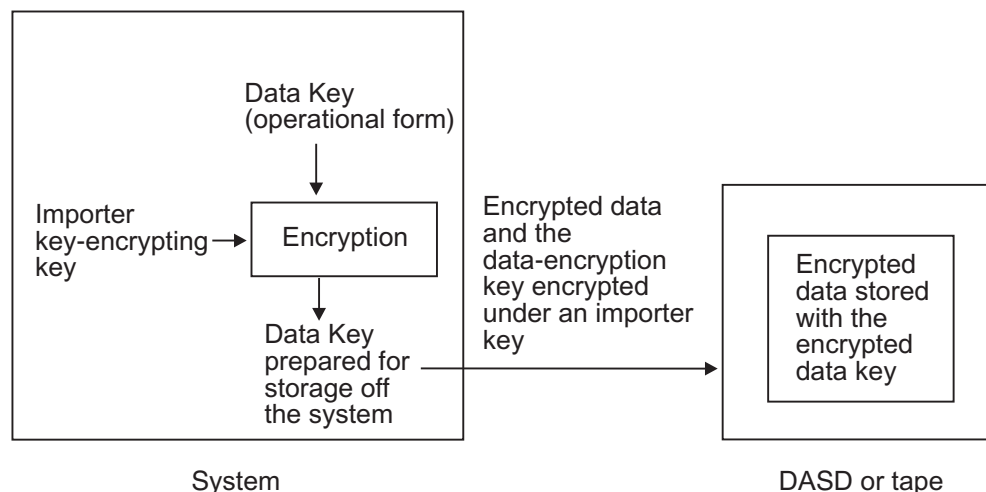 Data Key
(operational form)
Importer
key-encrypting
key
Encryption
Data Key
prepared for
storage off
the system
Encrypted data
and the
data-encryption
key encrypted
under an importer
key
Encrypted
data stored
with the
encrypted
data key
System
DASD or tape